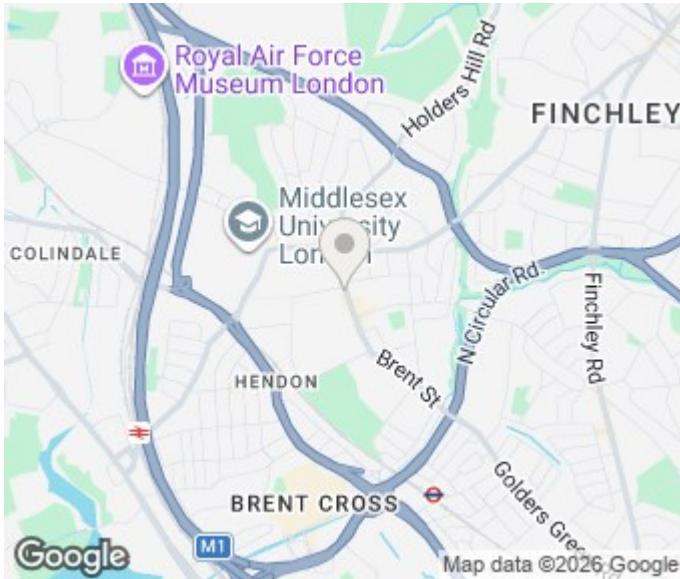 Royal Air Force
Museum London
Holders Hill Rd
FINCHLEY
Middlesex
University
London
COLINDALE
N Circular Rd.
Finchley Rd
Brent St
HENDON
Golders Gree
BRENT CROSS
M1
Google
Map data ©2026 Google